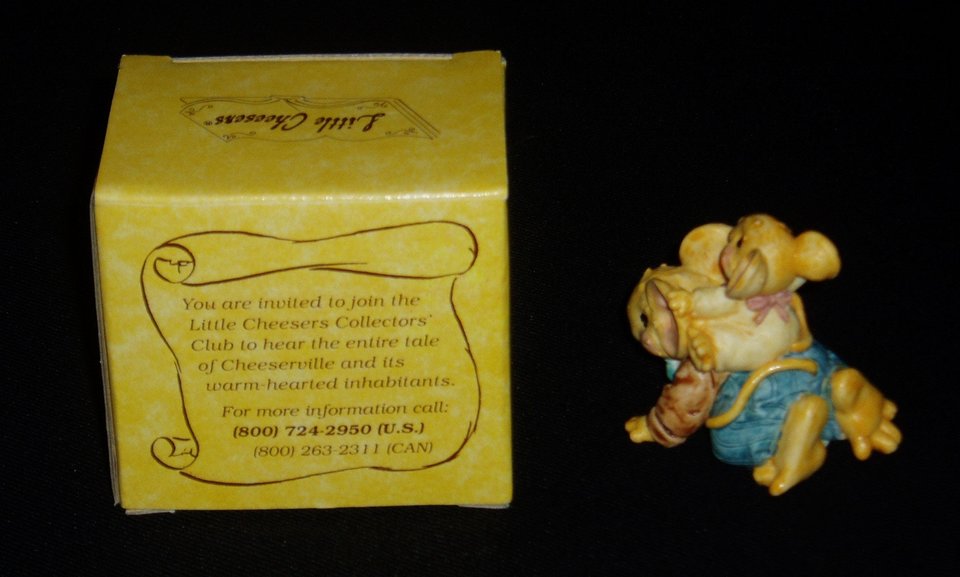 Little Cheesers
You are invited to join the
Little Cheesers Collectors'
Club to hear the entire tale
of Cheeserville and its
warm-hearted inhabitants.
For more information call:
(800) 724-2950 (U.S.)
(800) 263-2311 (CAN)